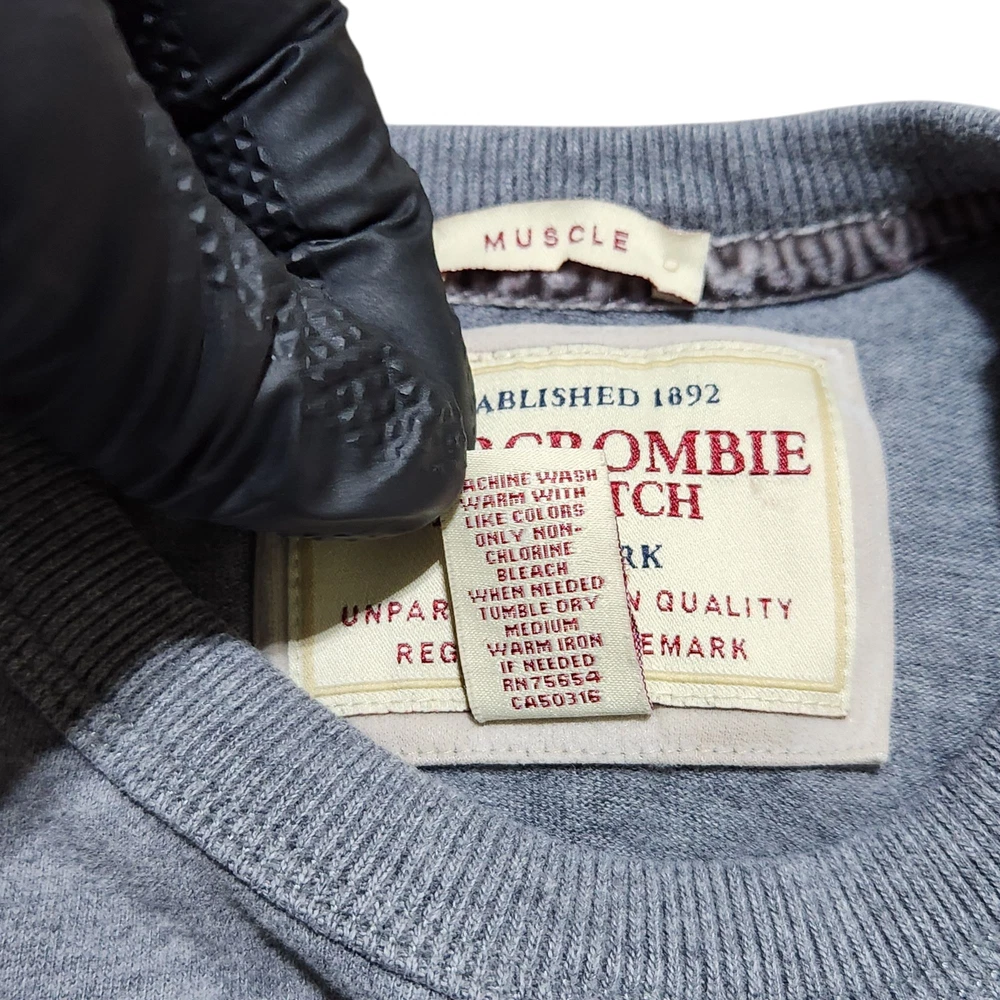 MUSCLE
ABLISHED 1892
RCROMBIE
TCH
RK
UNPAR N QUALITY
REG EMARK
ACHINE WASH
WARM WITH
LIKE COLORS
ONLY NON-
CHLORINE
BLEACH
WHEN NEEDED
TUMBLE DRY
MEDIUM
WARM IRON
IF NEEDED
RN75654
CA50316